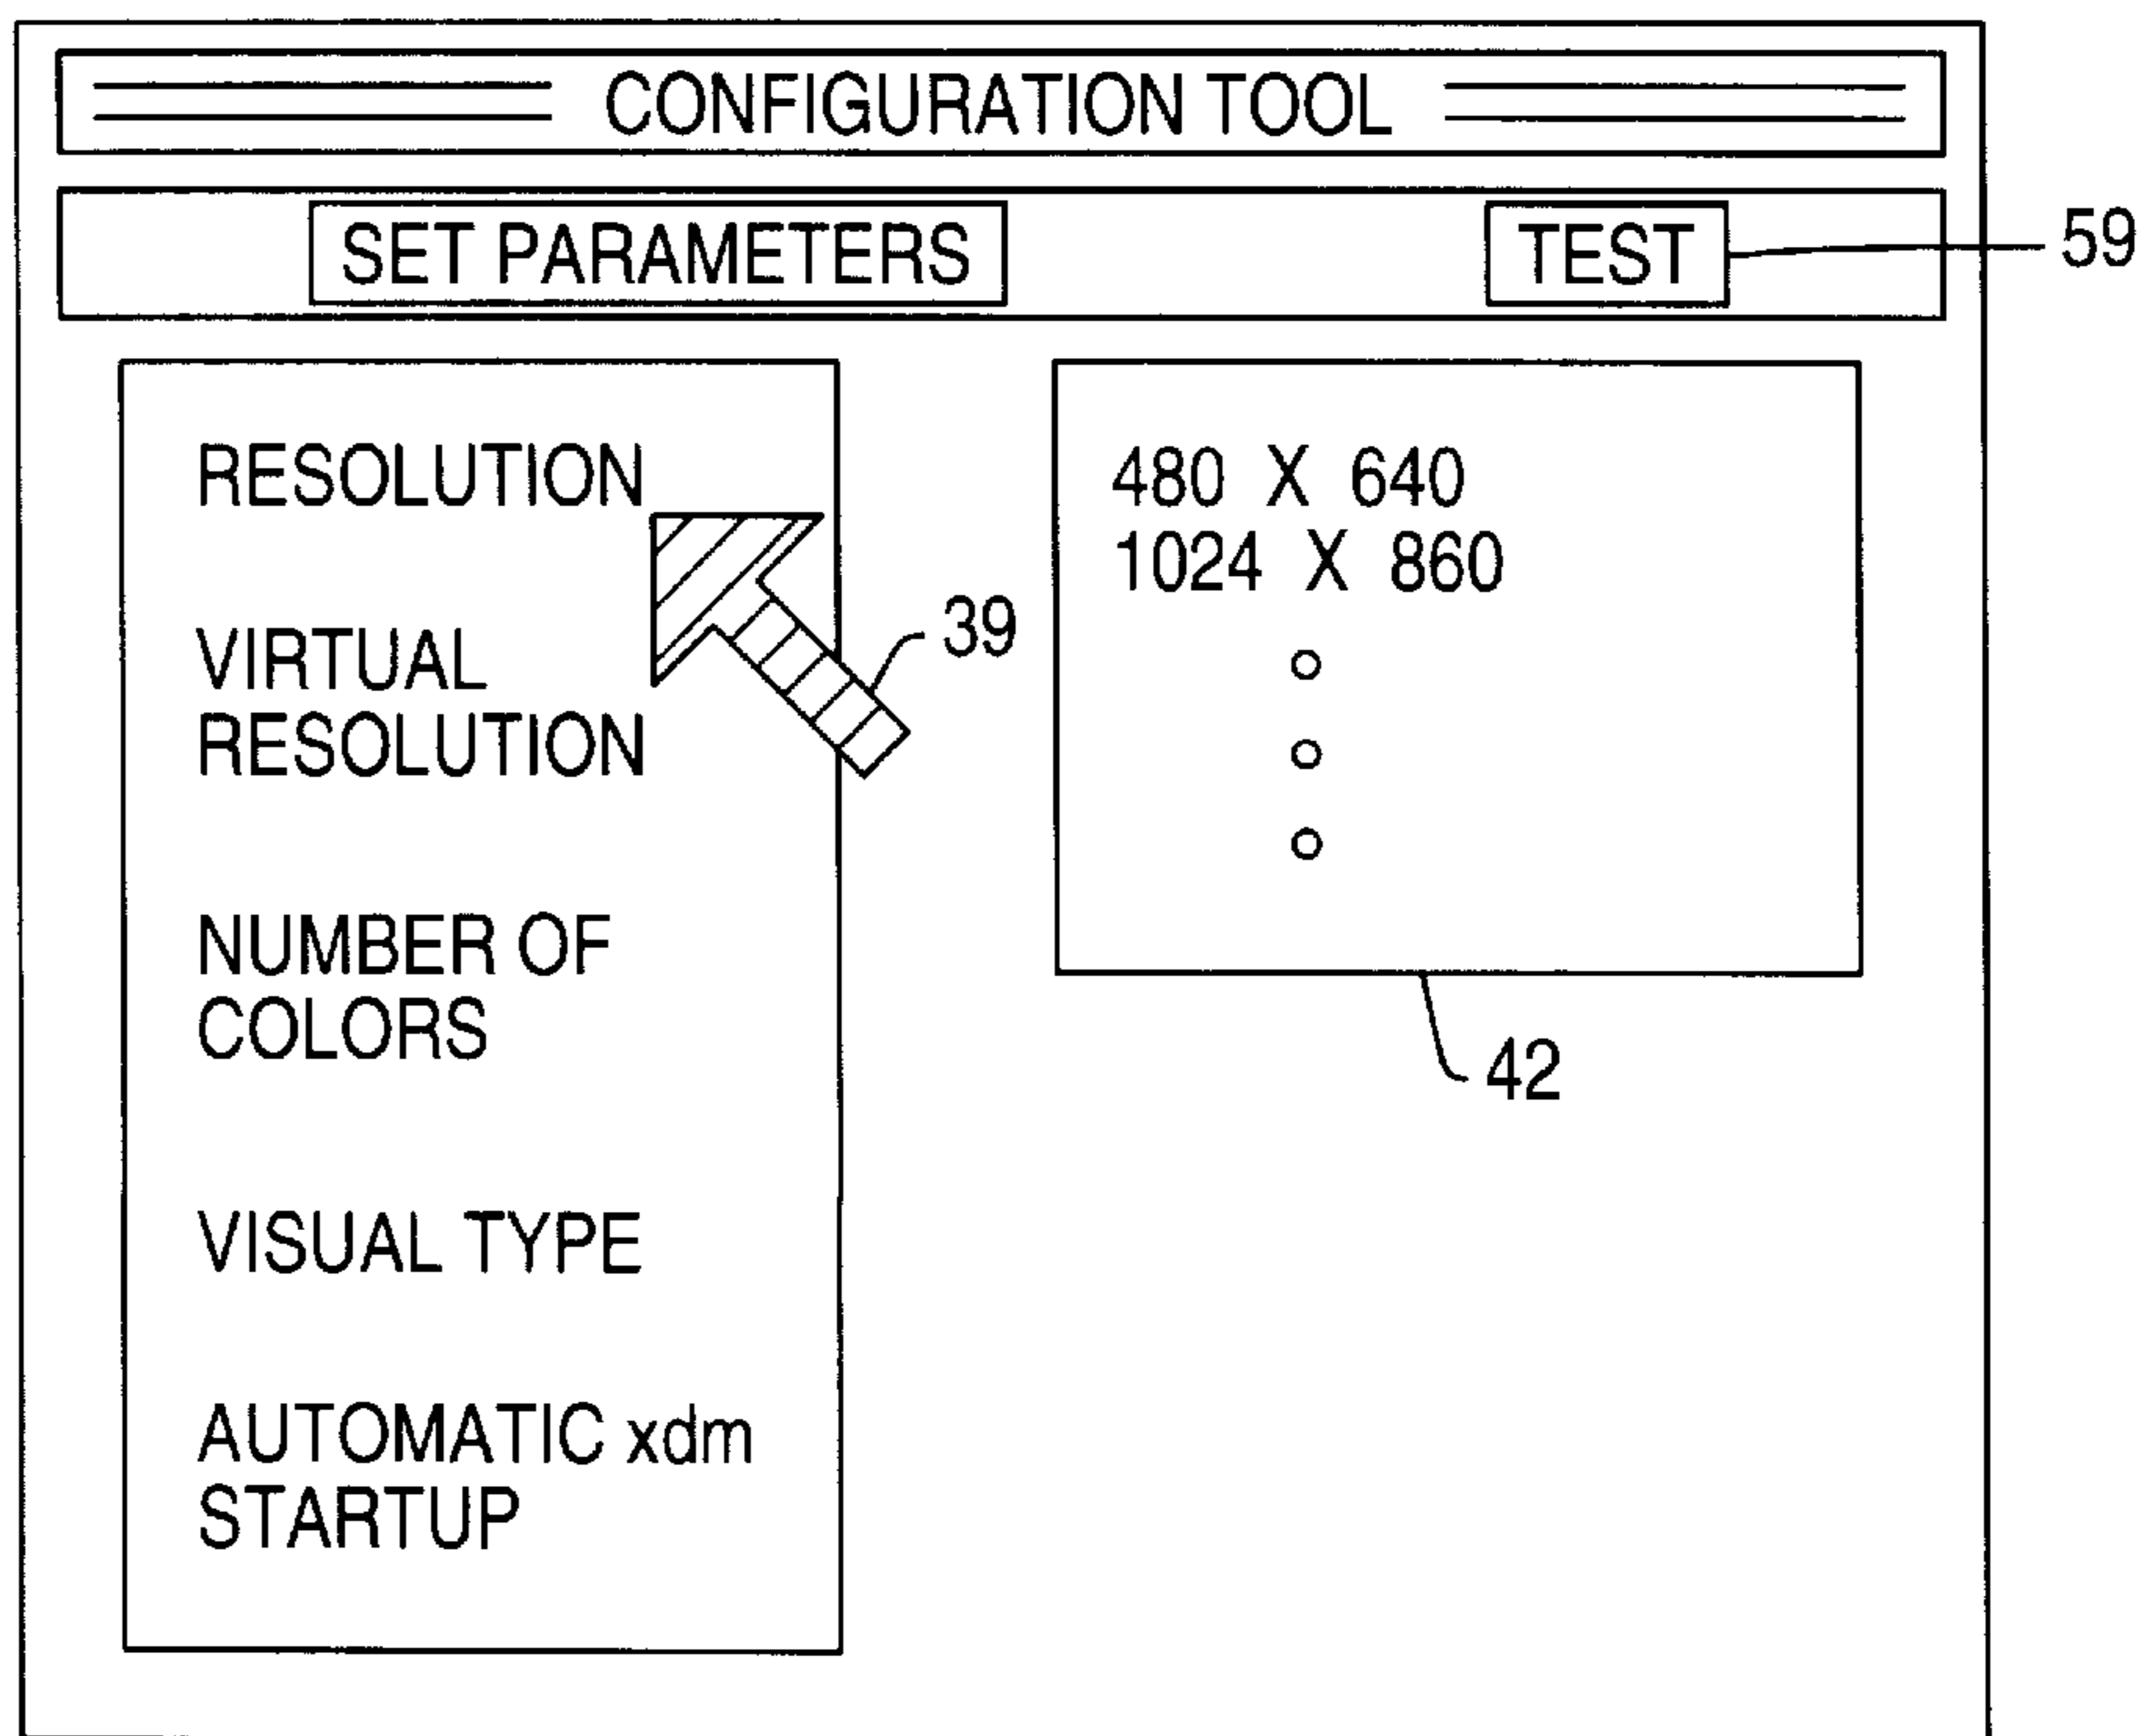 CONFIGURATION TOOL
SET PARAMETERS
TEST
59
RESOLUTION
VIRTUAL
RESOLUTION
NUMBER OF
COLORS
VISUAL TYPE
AUTOMATIC xdm
STARTUP
39
480 X 640
1024 X 860
42